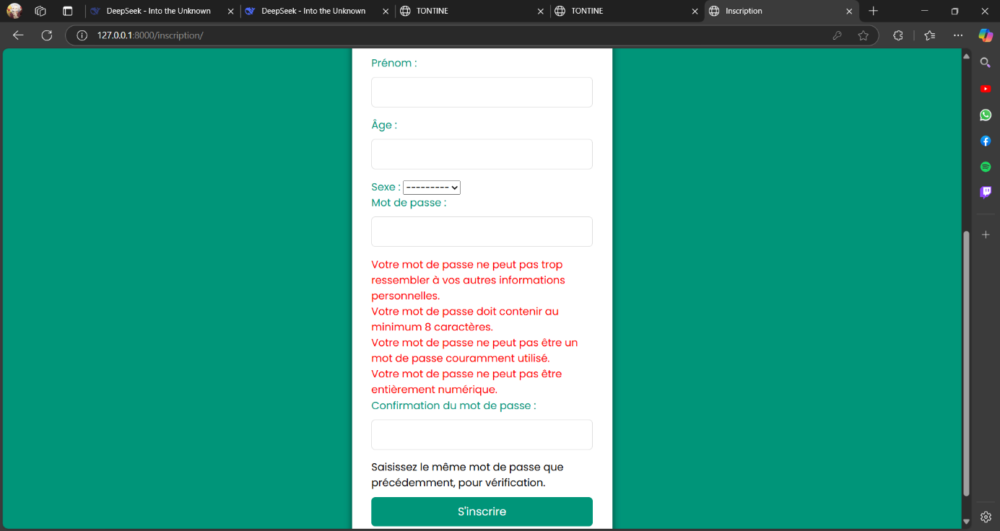 DeepSeek - Into the Unknown
DeepSeek - Into the Unknown
TONTINE
TONTINE
Inscription
127.0.0.1:8000/inscription/
Prénom :
Âge :
Sexe : ---------
Mot de passe :
Votre mot de passe ne peut pas trop
ressembler à vos autres informations
personnelles.
Votre mot de passe doit contenir au
minimum 8 caractères.
Votre mot de passe ne peut pas être un
mot de passe couramment utilisé.
Votre mot de passe ne peut pas être
entièrement numérique.
Confirmation du mot de passe :
Saisissez le même mot de passe que
précédemment, pour vérification.
S'inscrire